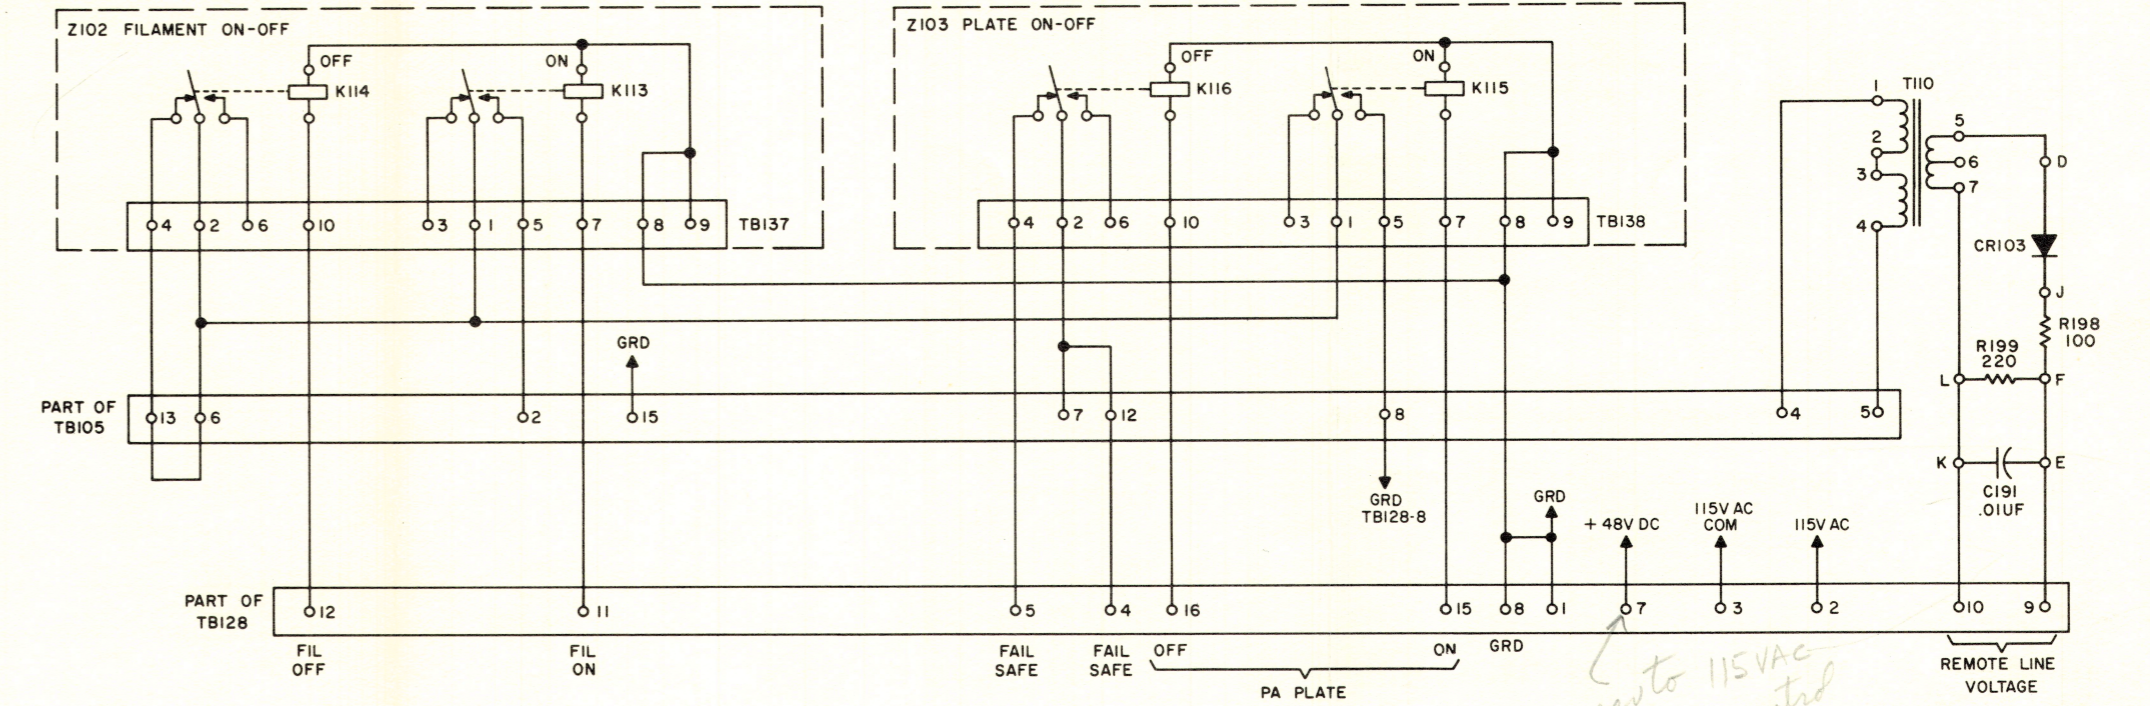 Z102 FILAMENT ON-OFF
Z103 PLATE ON-OFF
OFF
K114
ON
K113
OFF
K116
ON
K115
1
T110
2
3
4
5
6
7
D
CR103
J
R198
100
R199
220
L
F
K
E
C191
.01UF
4
2
6
10
3
1
5
7
8
9
TB137
4
2
6
10
3
1
5
7
8
9
TB138
GRD
PART OF
TB105
13
6
2
15
7
12
8
4
5
GRD
TB128-8
GRD
+ 48V DC
115V AC
COM
115V AC
PART OF
TB128
12
11
5
4
16
15
8
1
7
3
2
10
9
FIL
OFF
FIL
ON
FAIL
SAFE
FAIL
SAFE
OFF
ON
PA PLATE
GRD
REMOTE LINE
VOLTAGE
to 115VAC